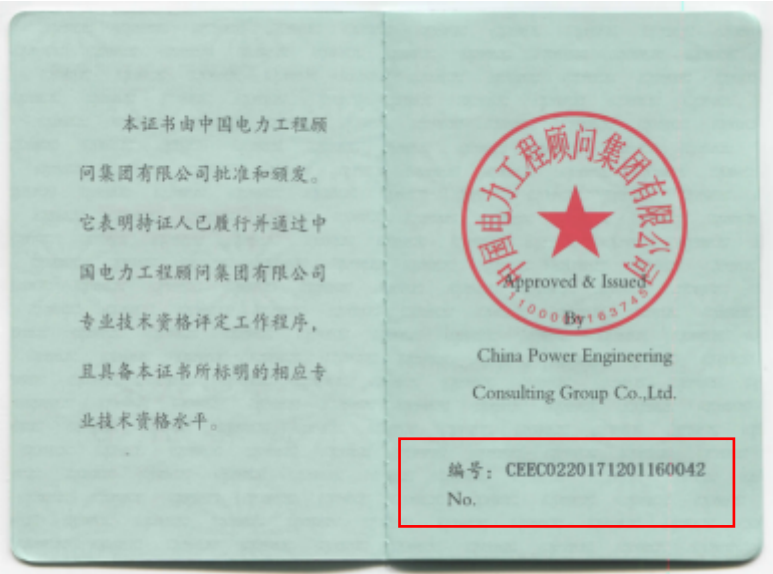 本证书由中国电力工程顾
问集团有限公司批准和颁发。
它表明持证人已履行并通过中
国电力工程顾问集团有限公司
专业技术资格评定工作程序,
且具备本证书所标明的相应专
业技术资格水平。
中国电力工程顾问集团有限公司
Approved & Issued
By
China Power Engineering
Consulting Group Co.,Ltd.
编号: CEEC0220171201160042
No.